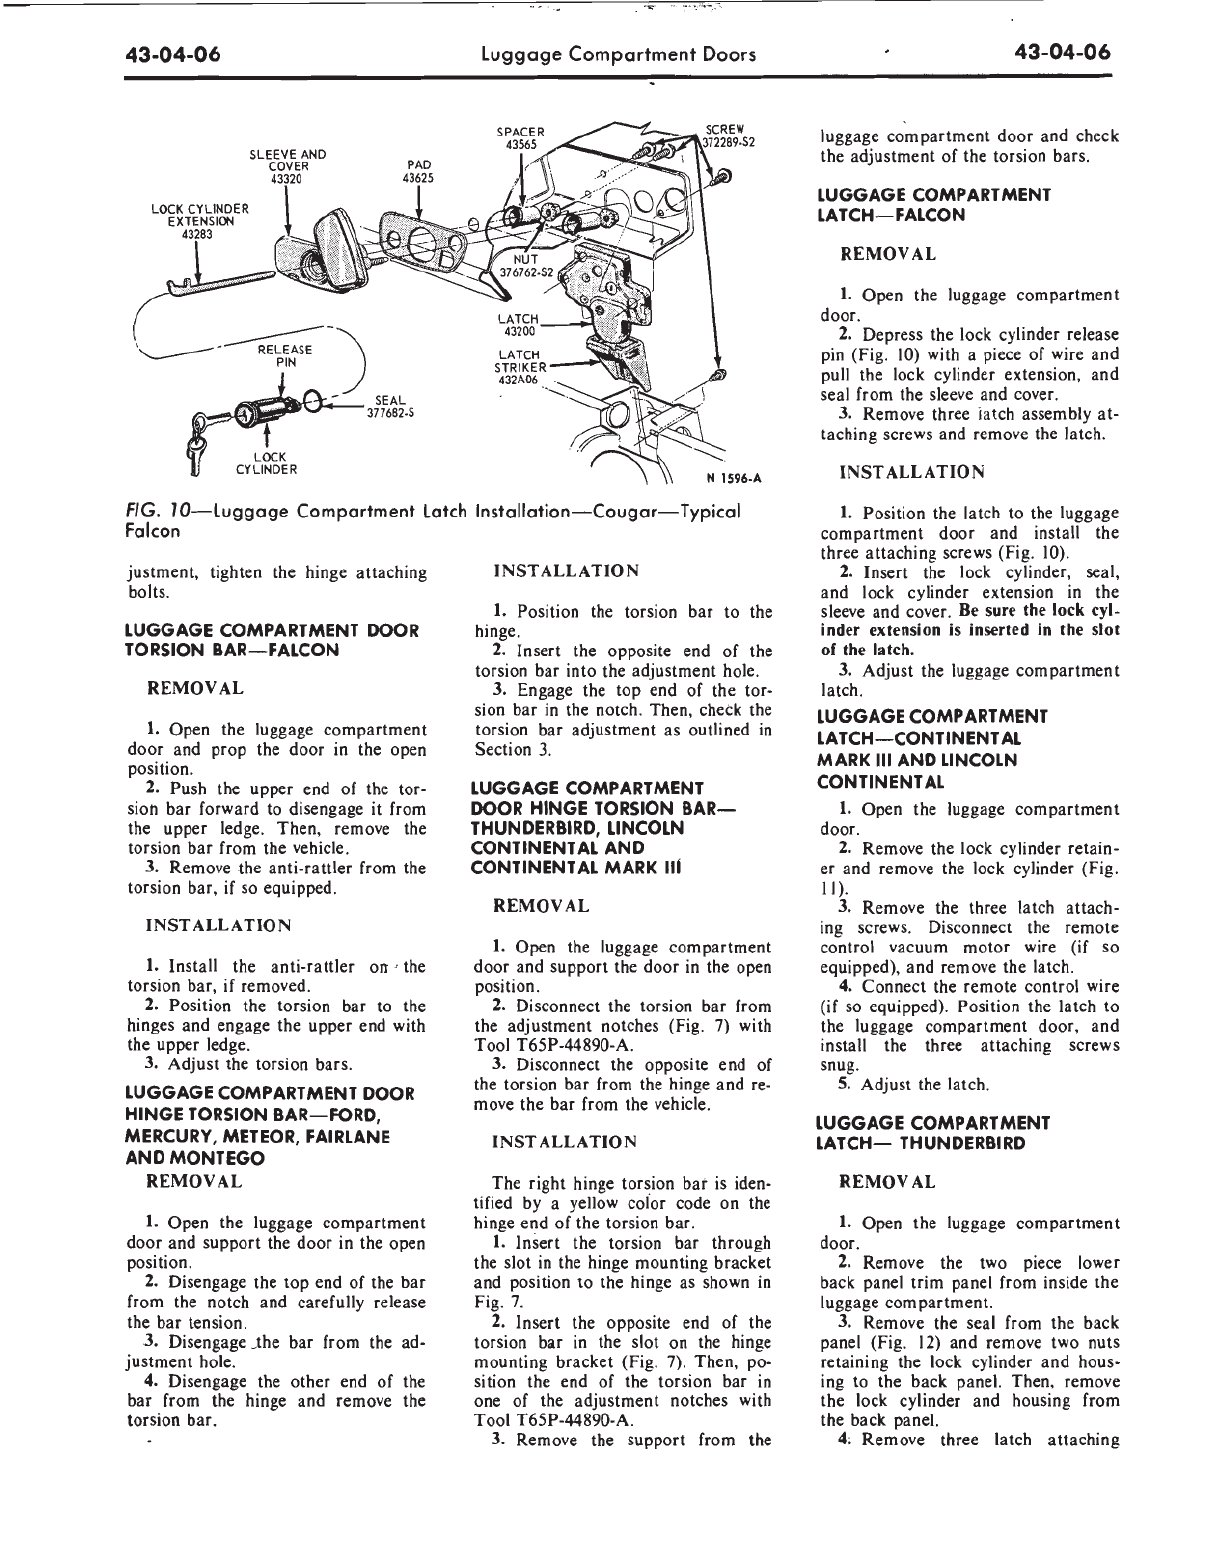 43-04-06
Luggage Compartment Doors
43-04-06
SPACER
43565
SCREW
372289-S2
SLEEVE AND
COVER
43320
PAD
43625
LOCK CYLINDER
EXTENSION
43283
NUT
376762-S2
LATCH
43200
LATCH
STRIKER
432A06
RELEASE
PIN
SEAL
377682-S
LOCK
CYLINDER
N 1596-A
FIG. 10—Luggage Compartment Latch Installation—Cougar—Typical
Falcon
justment, tighten the hinge attaching
bolts.
LUGGAGE COMPARTMENT DOOR
TORSION BAR—FALCON
REMOVAL
1. Open the luggage compartment
door and prop the door in the open
position.
2. Push the upper end of the tor-
sion bar forward to disengage it from
the upper ledge. Then, remove the
torsion bar from the vehicle.
3. Remove the anti-rattler from the
torsion bar, if so equipped.
INSTALLATION
1. Install the anti-rattler on the
torsion bar, if removed.
2. Position the torsion bar to the
hinges and engage the upper end with
the upper ledge.
3. Adjust the torsion bars.
LUGGAGE COMPARTMENT DOOR
HINGE TORSION BAR—FORD,
MERCURY, METEOR, FAIRLANE
AND MONTEGO
REMOVAL
1. Open the luggage compartment
door and support the door in the open
position.
2. Disengage the top end of the bar
from the notch and carefully release
the bar tension.
3. Disengage the bar from the ad-
justment hole.
4. Disengage the other end of the
bar from the hinge and remove the
torsion bar.
INSTALLATION
1. Position the torsion bar to the
hinge.
2. Insert the opposite end of the
torsion bar into the adjustment hole.
3. Engage the top end of the tor-
sion bar in the notch. Then, check the
torsion bar adjustment as outlined in
Section 3.
LUGGAGE COMPARTMENT
DOOR HINGE TORSION BAR—
THUNDERBIRD, LINCOLN
CONTINENTAL AND
CONTINENTAL MARK III
REMOVAL
1. Open the luggage compartment
door and support the door in the open
position.
2. Disconnect the torsion bar from
the adjustment notches (Fig. 7) with
Tool T65P-44890-A.
3. Disconnect the opposite end of
the torsion bar from the hinge and re-
move the bar from the vehicle.
INSTALLATION
The right hinge torsion bar is iden-
tified by a yellow color code on the
hinge end of the torsion bar.
1. Insert the torsion bar through
the slot in the hinge mounting bracket
and position to the hinge as shown in
Fig. 7.
2. Insert the opposite end of the
torsion bar in the slot on the hinge
mounting bracket (Fig. 7). Then, po-
sition the end of the torsion bar in
one of the adjustment notches with
Tool T65P-44890-A.
3. Remove the support from the
luggage compartment door and check
the adjustment of the torsion bars.
LUGGAGE COMPARTMENT
LATCH—FALCON
REMOVAL
1. Open the luggage compartment
door.
2. Depress the lock cylinder release
pin (Fig. 10) with a piece of wire and
pull the lock cylinder extension, and
seal from the sleeve and cover.
3. Remove three latch assembly at-
taching screws and remove the latch.
INSTALLATION
1. Position the latch to the luggage
compartment door and install the
three attaching screws (Fig. 10).
2. Insert the lock cylinder, seal,
and lock cylinder extension in the
sleeve and cover. Be sure the lock cyl-
inder extension is inserted in the slot
of the latch.
3. Adjust the luggage compartment
latch.
LUGGAGE COMPARTMENT
LATCH—CONTINENTAL
MARK III AND LINCOLN
CONTINENTAL
1. Open the luggage compartment
door.
2. Remove the lock cylinder retain-
er and remove the lock cylinder (Fig.
11).
3. Remove the three latch attach-
ing screws. Disconnect the remote
control vacuum motor wire (if so
equipped), and remove the latch.
4. Connect the remote control wire
(if so equipped). Position the latch to
the luggage compartment door, and
install the three attaching screws
snug.
5. Adjust the latch.
LUGGAGE COMPARTMENT
LATCH— THUNDERBIRD
REMOVAL
1. Open the luggage compartment
door.
2. Remove the two piece lower
back panel trim panel from inside the
luggage compartment.
3. Remove the seal from the back
panel (Fig. 12) and remove two nuts
retaining the lock cylinder and hous-
ing to the back panel. Then, remove
the lock cylinder and housing from
the back panel.
4. Remove three latch attaching